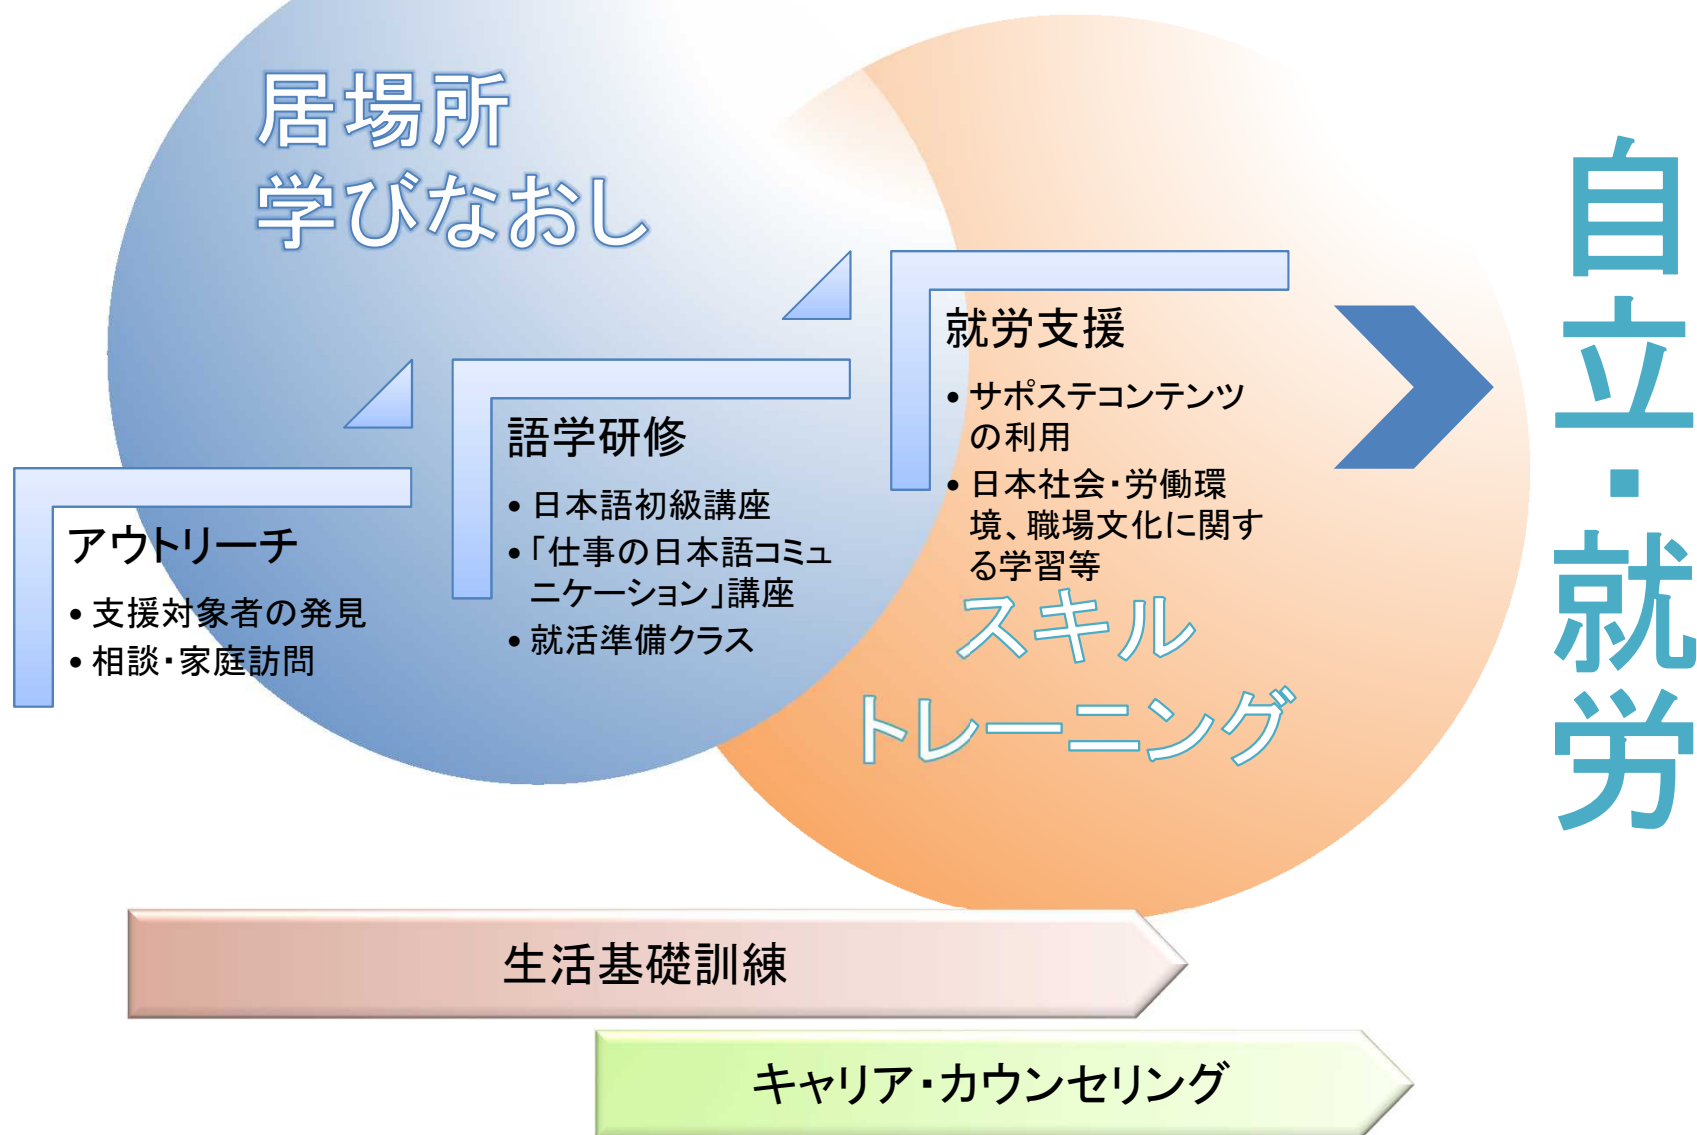 居場所
学びなおし
アウトリーチ
• 支援対象者の発見
• 相談・家庭訪問
語学研修
• 日本語初級講座
• 「仕事の日本語コミュ
ニケーション」講座
• 就活準備クラス
就労支援
• サポステコンテンツ
の利用
• 日本社会・労働環
境、職場文化に関す
る学習等
スキル
トレーニング
自立・就労
生活基礎訓練
キャリア・カウンセリング